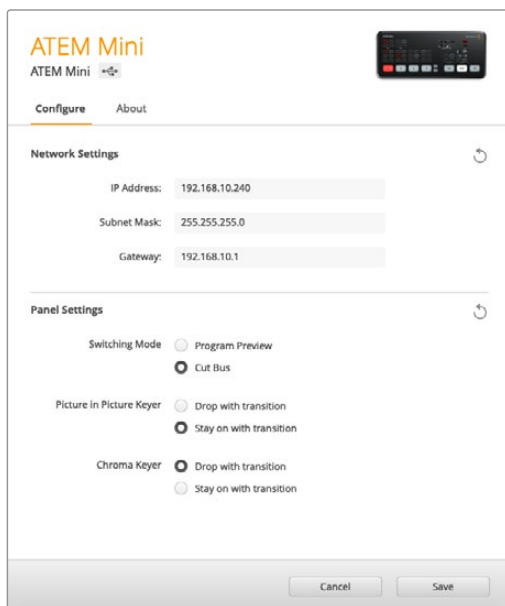 ATEM Mini
ATEM Mini
Configure About
Network Settings
IP Address: 192.168.10.240
Subnet Mask: 255.255.255.0
Gateway: 192.168.10.1
Panel Settings
Switching Mode Program Preview
Cut Bus
Picture in Picture Keyer Drop with transition
Stay on with transition
Chroma Keyer Drop with transition
Stay on with transition
Cancel Save